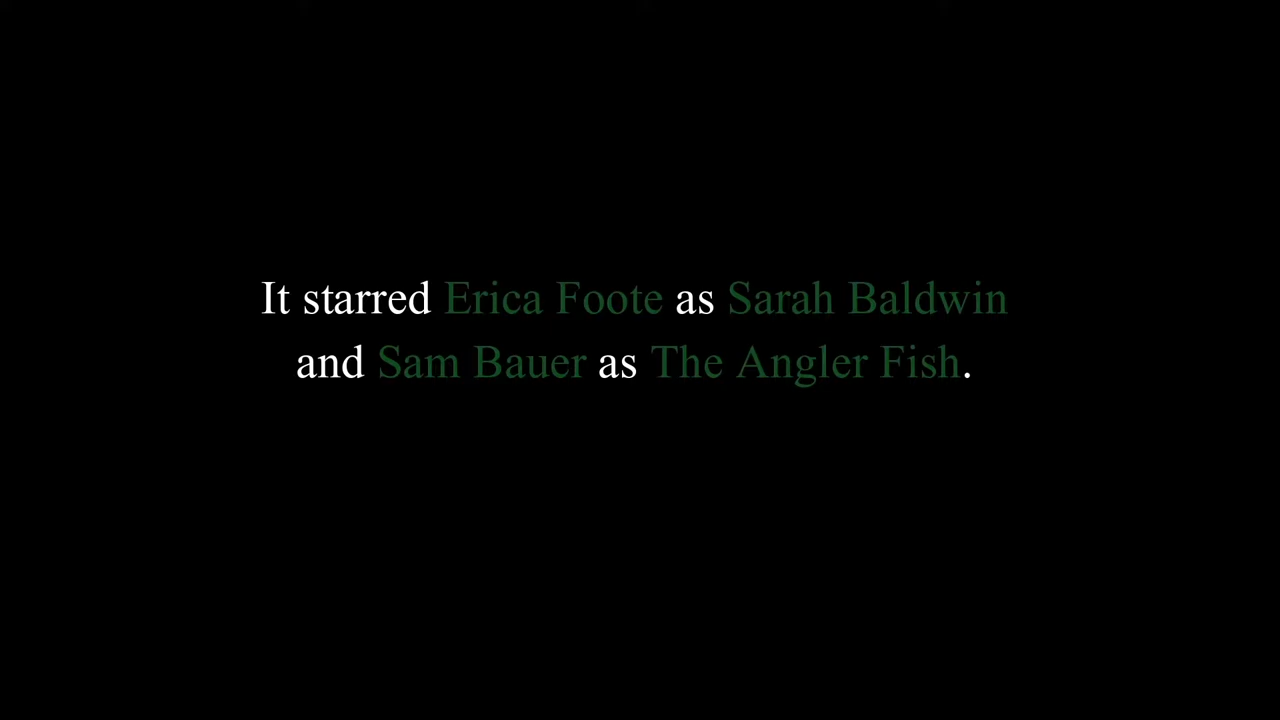 It starred Erica Foote as Sarah Baldwin
and Sam Bauer as The Angler Fish.